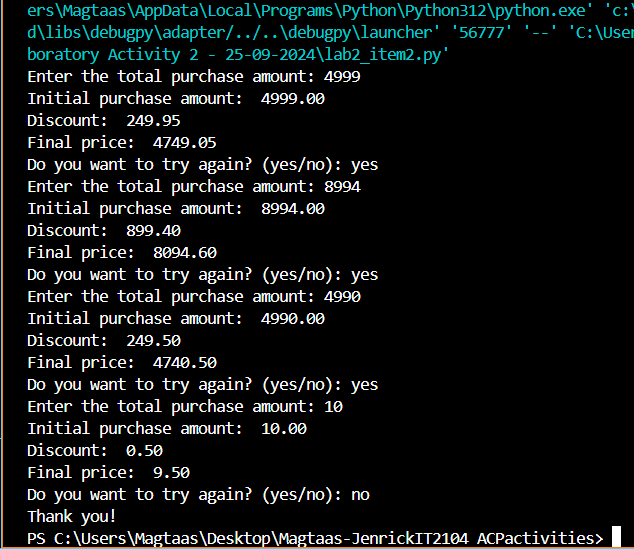 ers\Magtaas\AppData\Local\Programs\Python\Python312\python.exe' 'c:\
d\libs\debugpy\adapter/../..\debugpy\launcher' '56777' '--' 'C:\User
boratory Activity 2 - 25-09-2024\lab2_item2.py'
Enter the total purchase amount: 4999
Initial purchase amount:  4999.00
Discount:  249.95
Final price:  4749.05
Do you want to try again? (yes/no): yes
Enter the total purchase amount: 8994
Initial purchase amount:  8994.00
Discount:  899.40
Final price:  8094.60
Do you want to try again? (yes/no): yes
Enter the total purchase amount: 4990
Initial purchase amount:  4990.00
Discount:  249.50
Final price:  4740.50
Do you want to try again? (yes/no): yes
Enter the total purchase amount: 10
Initial purchase amount:  10.00
Discount:  0.50
Final price:  9.50
Do you want to try again? (yes/no): no
Thank you!
PS C:\Users\Magtaas\Desktop\Magtaas-JenrickIT2104 ACPactivities>